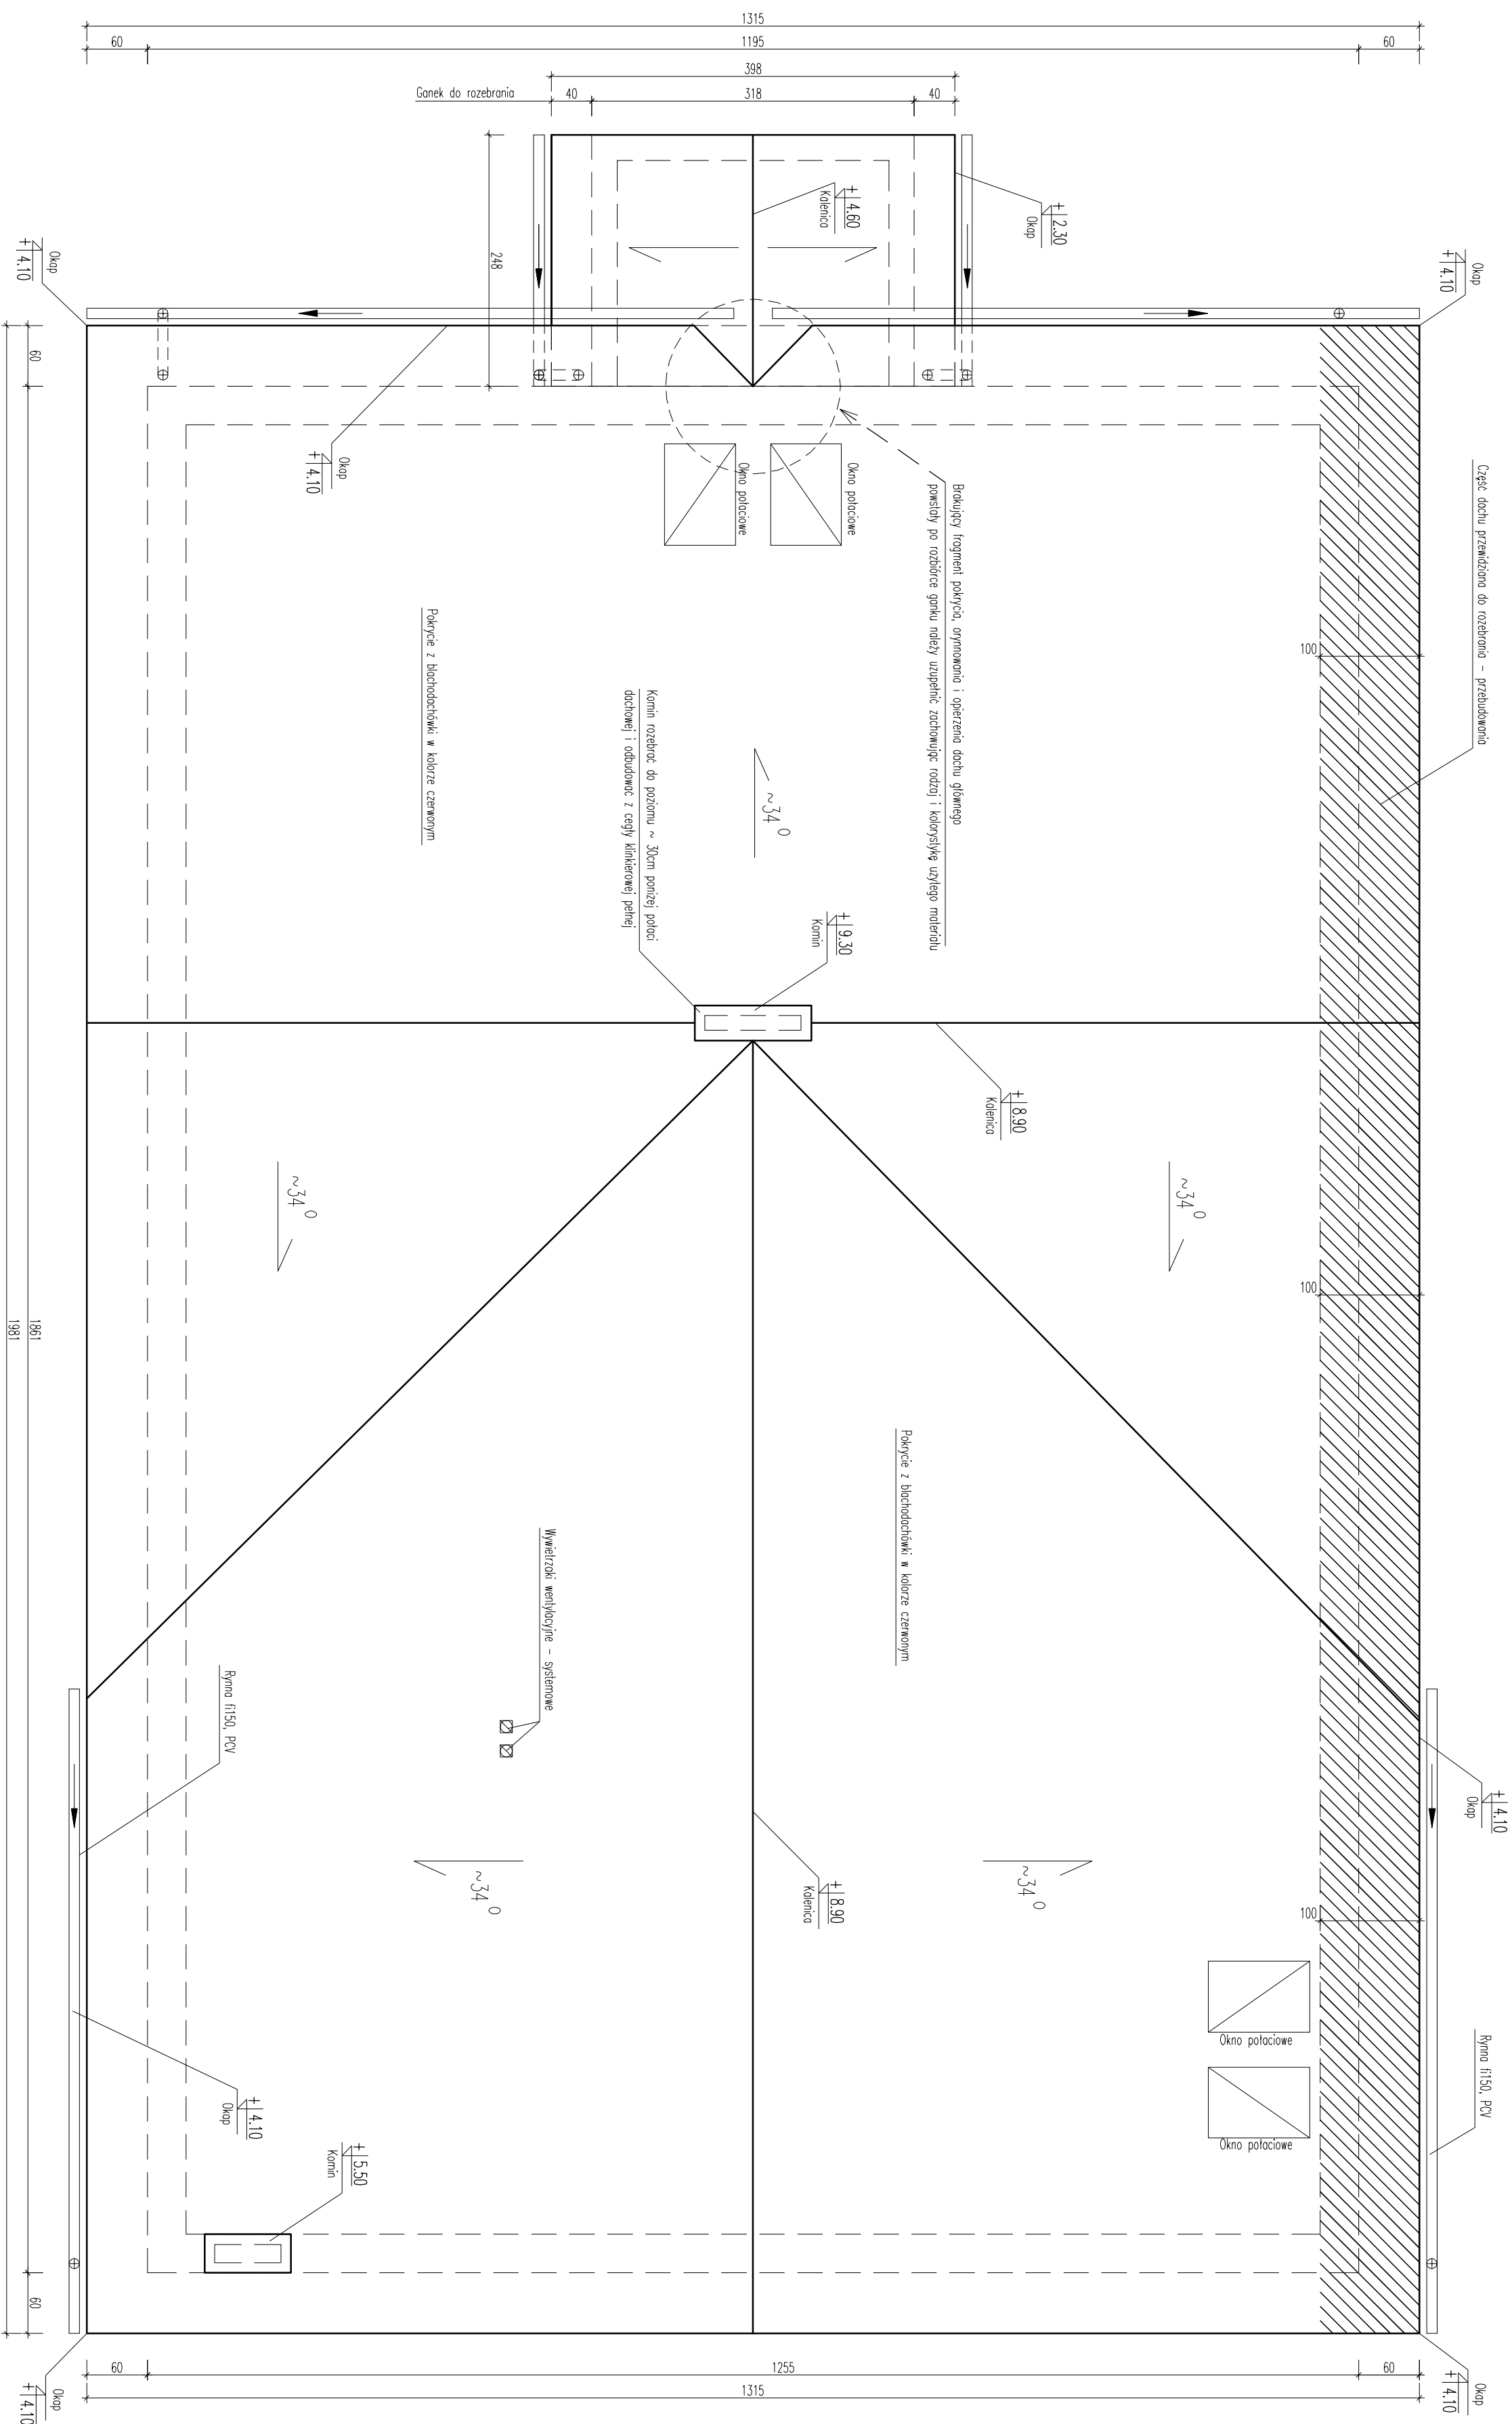 1315
60
1195
60
398
Ganek do rozebrania
40
318
40
248
+4.60
Kalenica
+2.30
Okap
Okap
+4.10
Okap
+4.10
60
Okap
+4.10
Okno połaciowe
Okno połaciowe
Brakujący fragment pokrycia, orynnowania i opierzenia dachu głównego
powstały po rozbiórce ganku należy uzupełnić zachowując rodzaj i kolorystykę użytego materiału
Część dachu przewidziana do rozebrania – przebudowania
100
Pokrycie z blachodachówki w kolorze czerwonym
Komin rozebrać do poziomu ~ 30cm poniżej połaci
dachowej i odbudować z cegły klinkierowej pełnej
~34°
+9.30
Komin
+8.90
Kalenica
~34°
~34°
100
1861
1981
Pokrycie z blachodachówki w kolorze czerwonym
Wywietrzaki wentylacyjne – systemowe
Rynna fi150, PCV
+4.10
Okap
~34°
+8.90
Kalenica
~34°
100
Okno połaciowe
Okno połaciowe
Rynna fi150, PCV
+4.10
Okap
+5.50
Komin
60
60
1255
60
1315
Okap
+4.10
Okap
+4.10